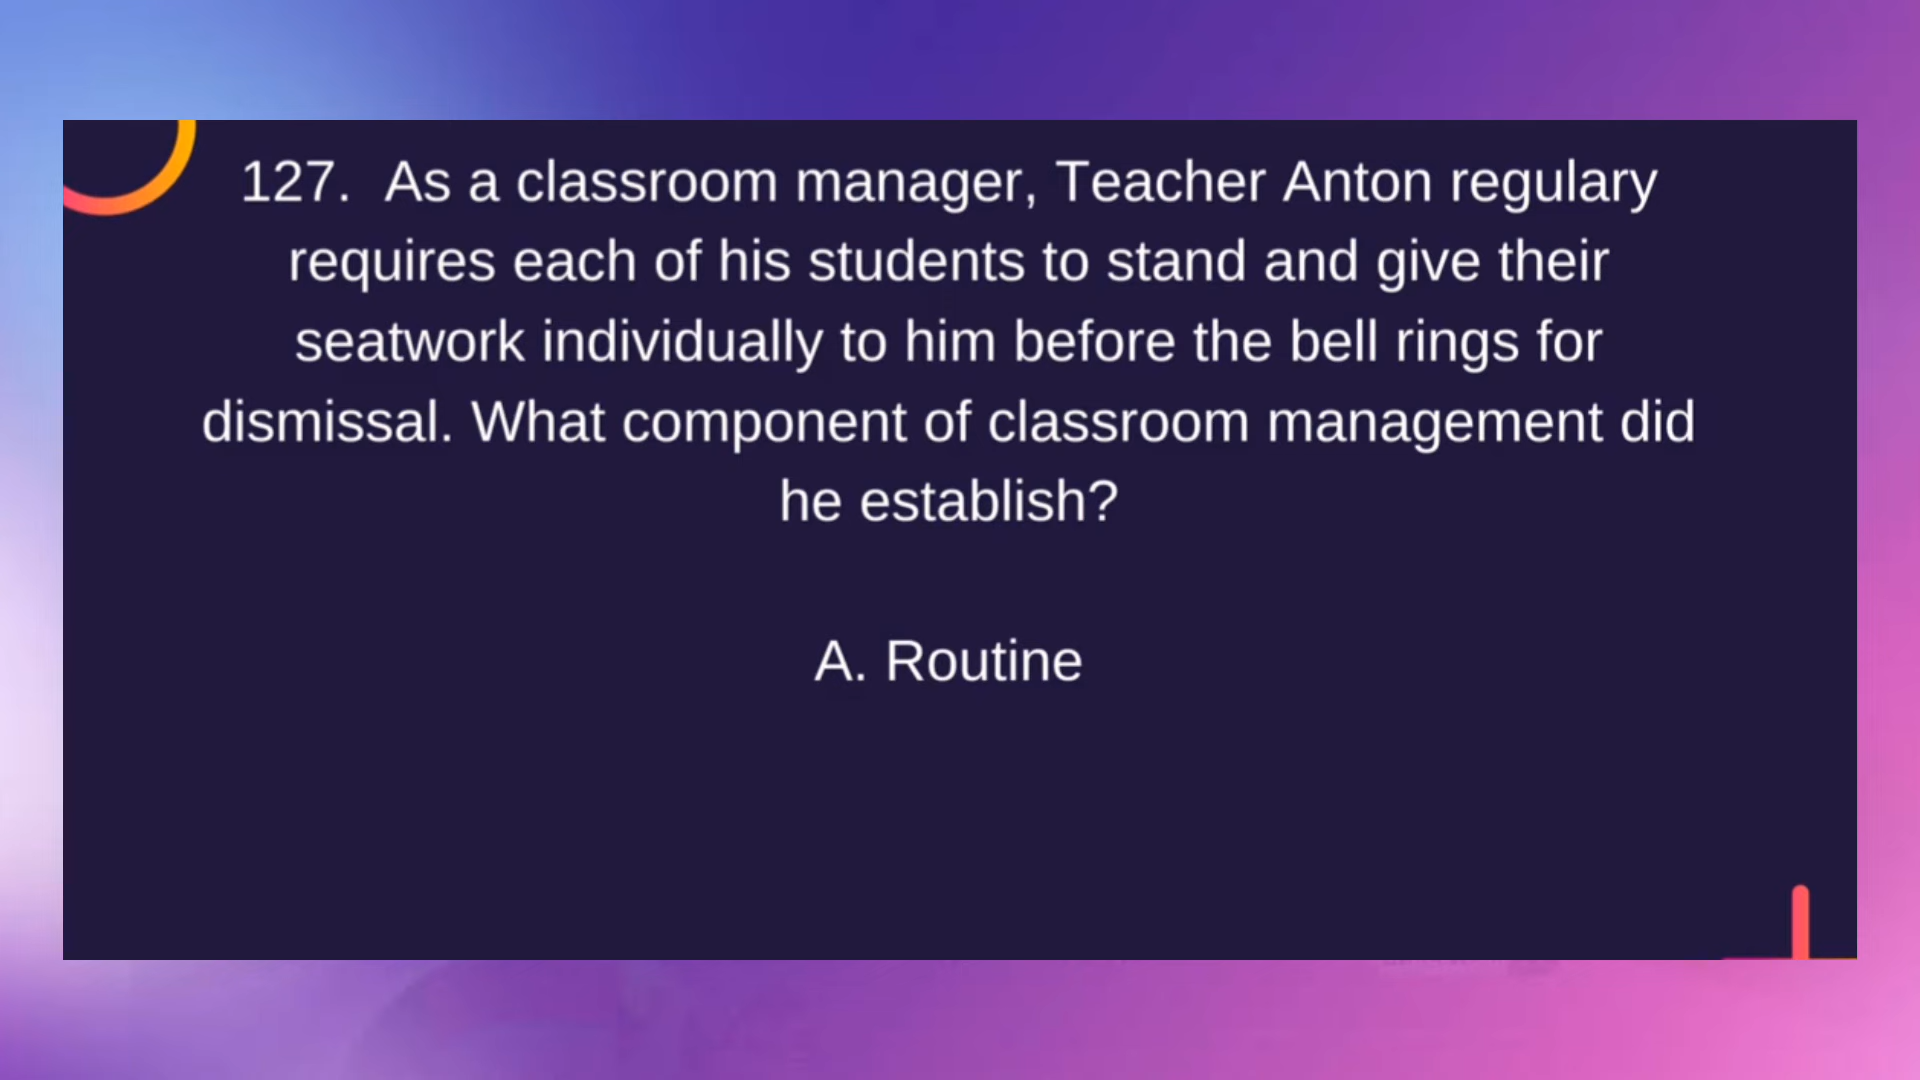 127.  As a classroom manager, Teacher Anton regulary
requires each of his students to stand and give their
seatwork individually to him before the bell rings for
dismissal. What component of classroom management did
he establish?
A. Routine